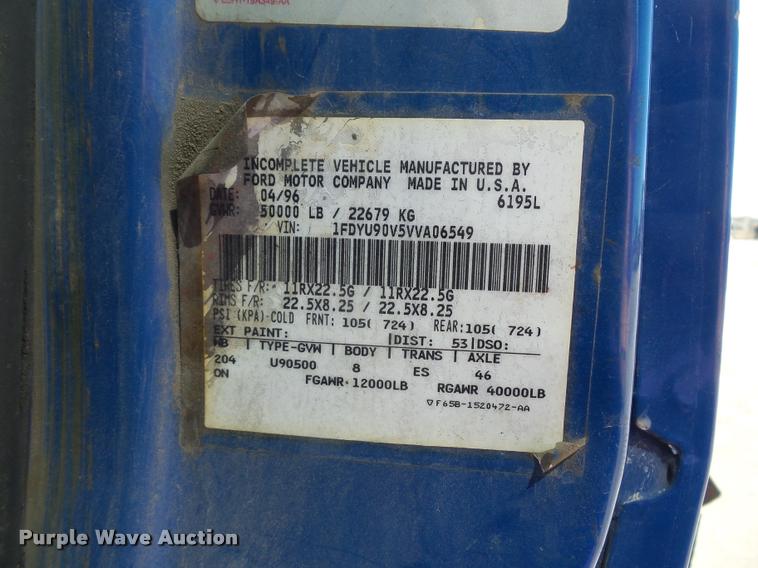 INCOMPLETE VEHICLE MANUFACTURED BY
FORD MOTOR COMPANY MADE IN U.S.A.
DATE: 04/96 6195L
GVWR: 50000 LB / 22679 KG
VIN: 1FDYU90V5VVA06549
TIRES F/R: 11RX22.5G / 11RX22.5G
RIMS F/R: 22.5X8.25 / 22.5X8.25
PSI (KPA)-COLD FRNT: 105( 724) REAR:105( 724)
EXT PAINT: |DIST: 53|DSO:
WB | TYPE-GVW | BODY | TRANS | AXLE
204 U90500 8 ES 46
ON FGAWR 12000LB RGAWR 40000LB
F65B-1520472-AA
Purple Wave Auction